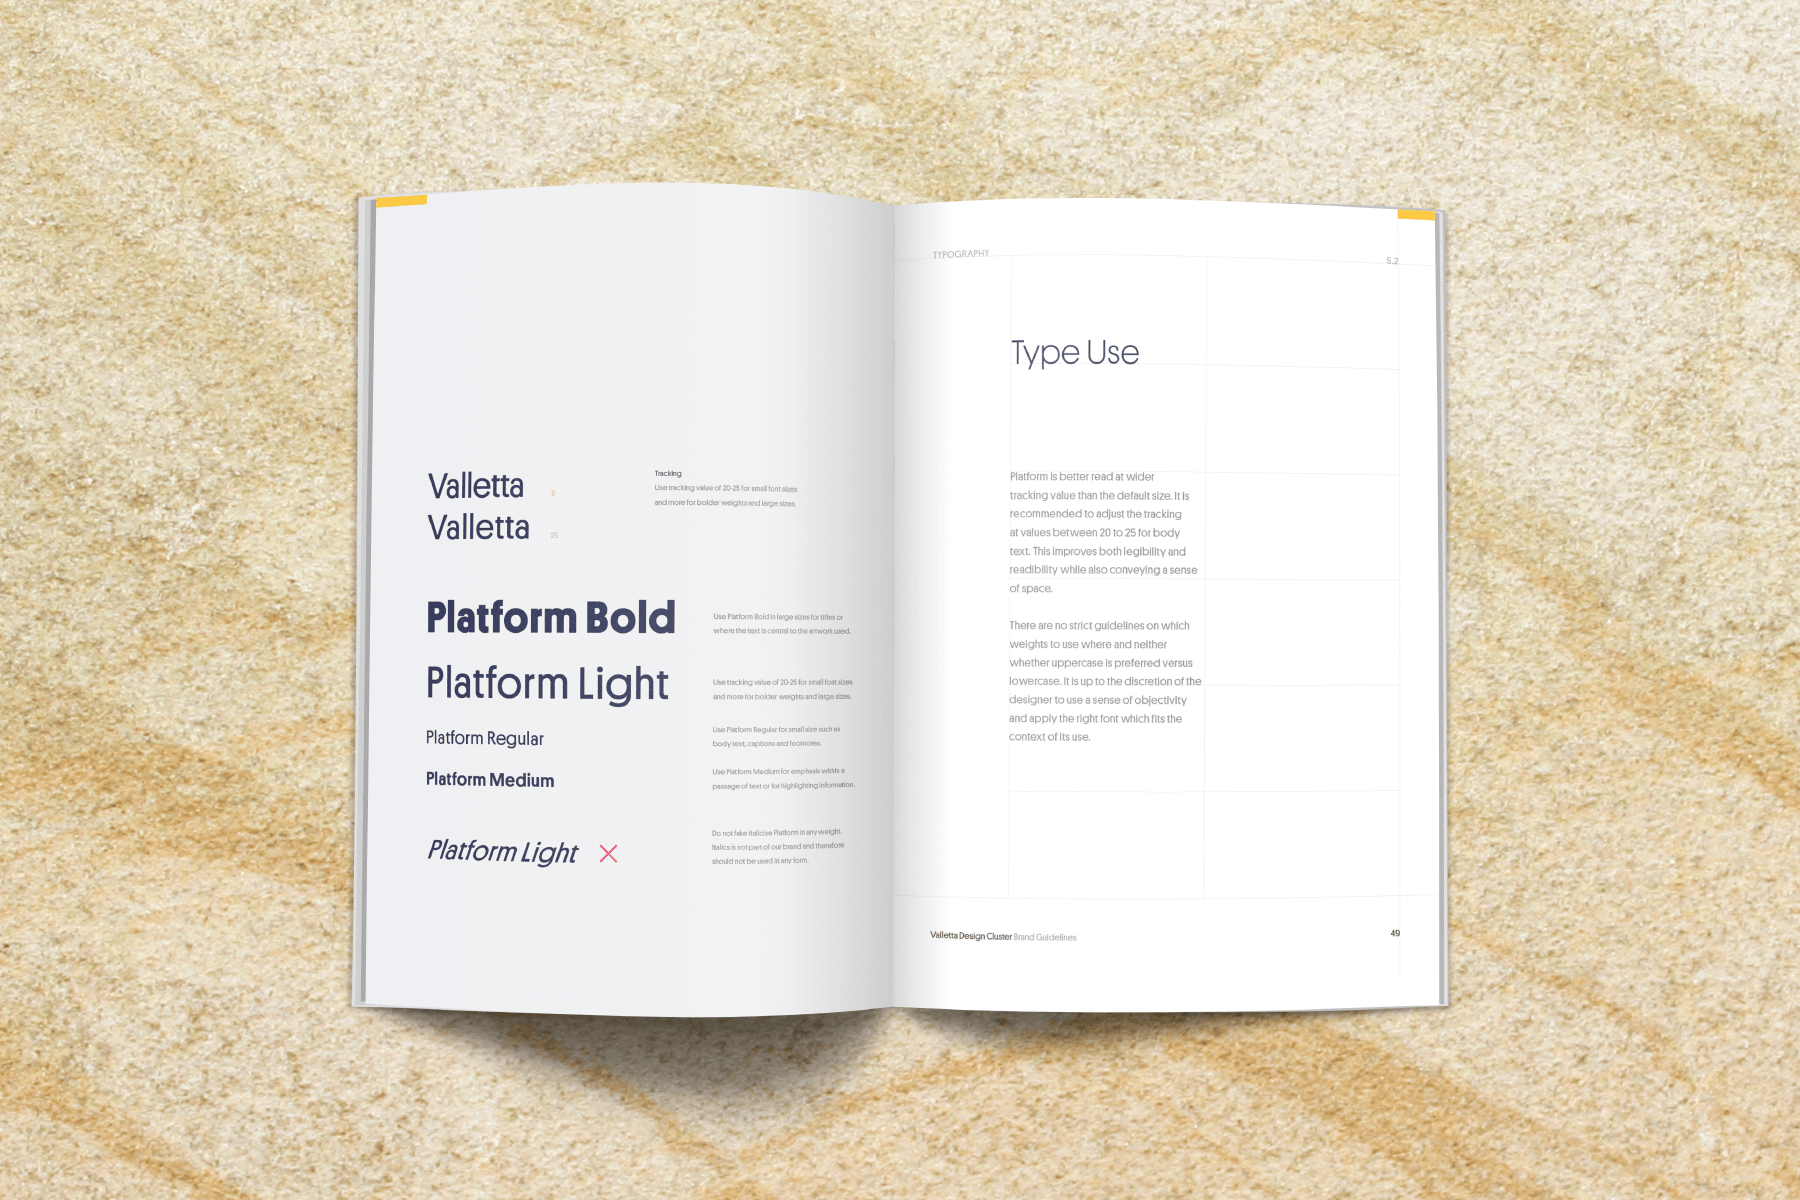 Valletta 0
Valletta 25
Tracking
Use tracking value of 20-25 for small font sizes
and more for bolder weights and large sizes.
Platform Bold
Use Platform Bold in large sizes for titles or
where the text is central to the artwork used.
Platform Light
Use tracking value of 20-25 for small font sizes
and more for bolder weights and large sizes.
Platform Regular
Use Platform Regular for small size such as
body text, captions and footnotes.
Platform Medium
Use Platform Medium for emphasis within a
passage of text or for highlighting information.
Platform Light
Do not fake italicise Platform in any weight.
Italics is not part of our brand and therefore
should not be used in any form.
TYPOGRAPHY 5.2
Type Use
Platform is better read at wider
tracking value than the default size. It is
recommended to adjust the tracking
at values between 20 to 25 for body
text. This improves both legibility and
readibility while also conveying a sense
of space.
There are no strict guidelines on which
weights to use where and neither
whether uppercase is preferred versus
lowercase. It is up to the discretion of the
designer to use a sense of objectivity
and apply the right font which fits the
context of its use.
Valletta Design Cluster Brand Guidelines 49